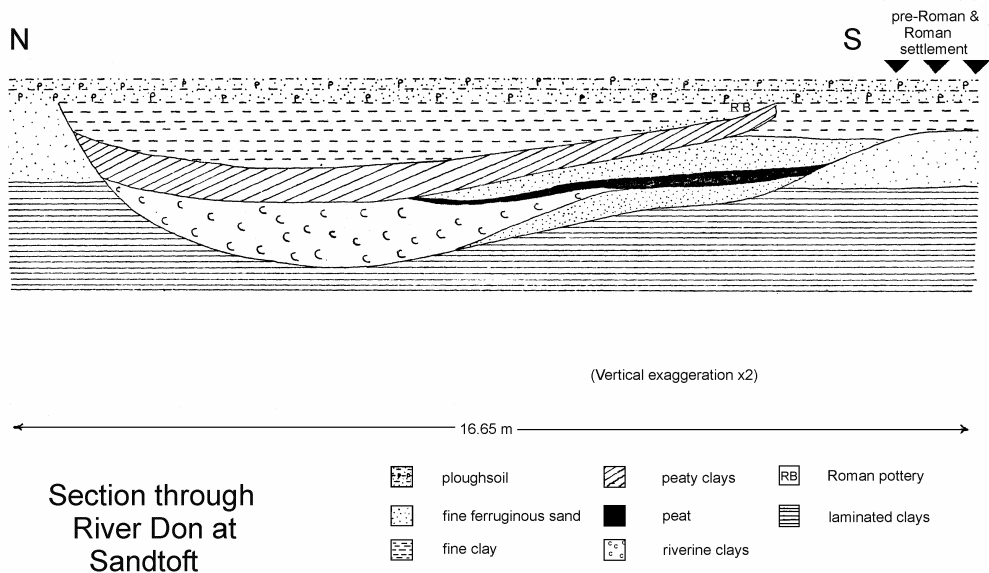 pre-Roman &
Roman
settlement
N
S
R B
(Vertical exaggeration x2)
16.65 m
ploughsoil
peaty clays
RB
Roman pottery
fine ferruginous sand
peat
laminated clays
fine clay
riverine clays
Section through
River Don at
Sandtoft